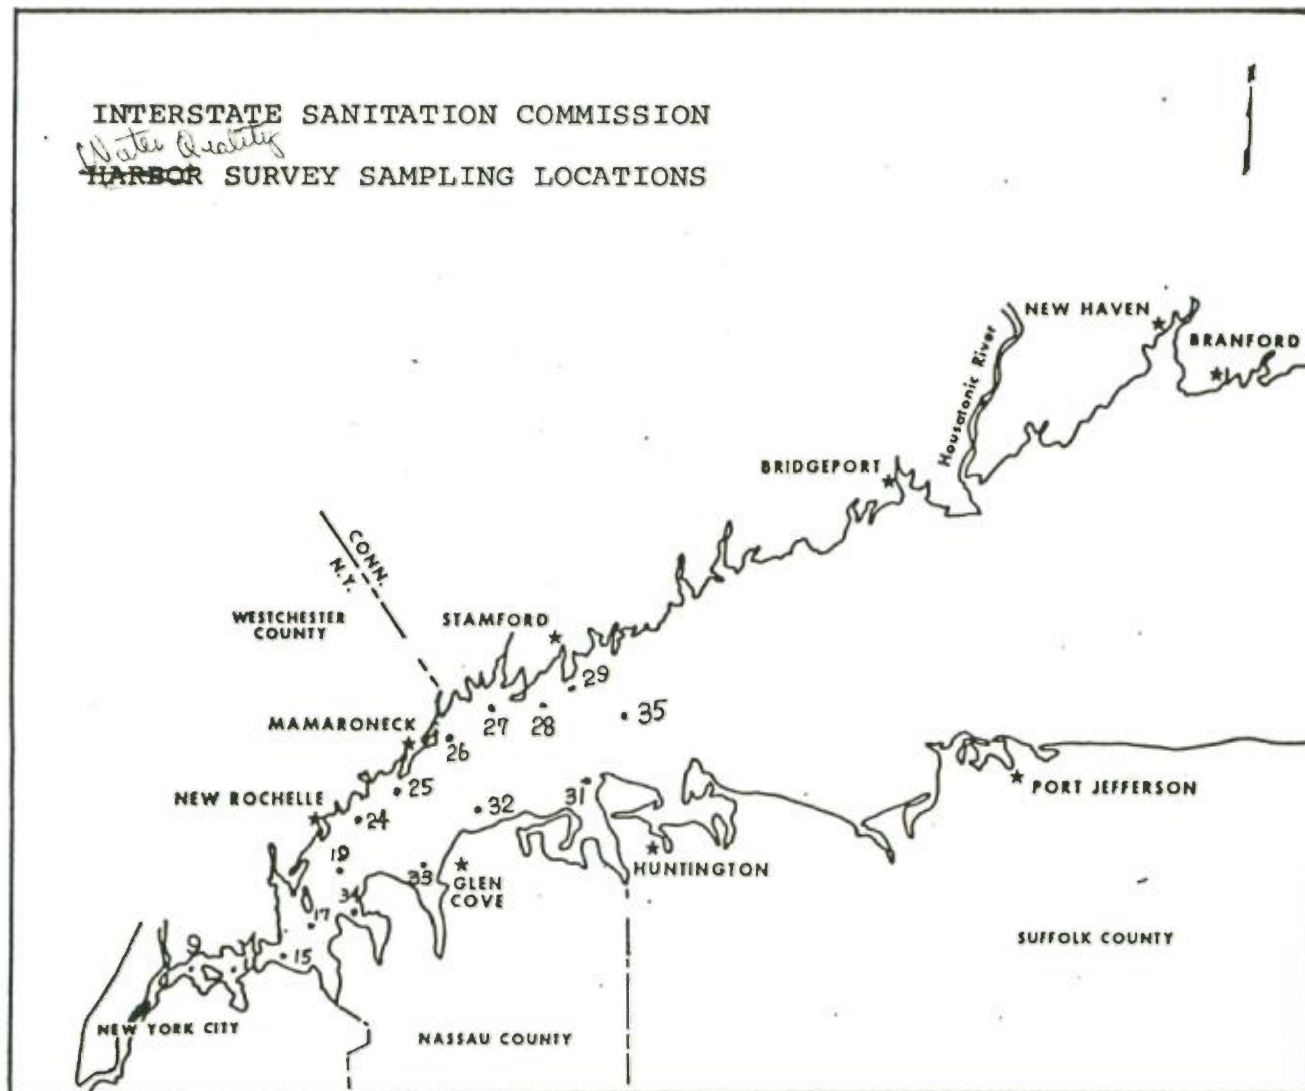 INTERSTATE SANITATION COMMISSION
Water Quality
HARBOR SURVEY SAMPLING LOCATIONS
NEW HAVEN
BRANFORD
Housatonic River
BRIDGEPORT
CONN.
N.Y.
WESTCHESTER
COUNTY
STAMFORD
29
35
27
28
MAMARONECK
26
25
31
PORT JEFFERSON
NEW ROCHELLE
32
24
19
33
GLEN
COVE
HUNTINGTON
34
17
9
11
15
SUFFOLK COUNTY
NEW YORK CITY
NASSAU COUNTY